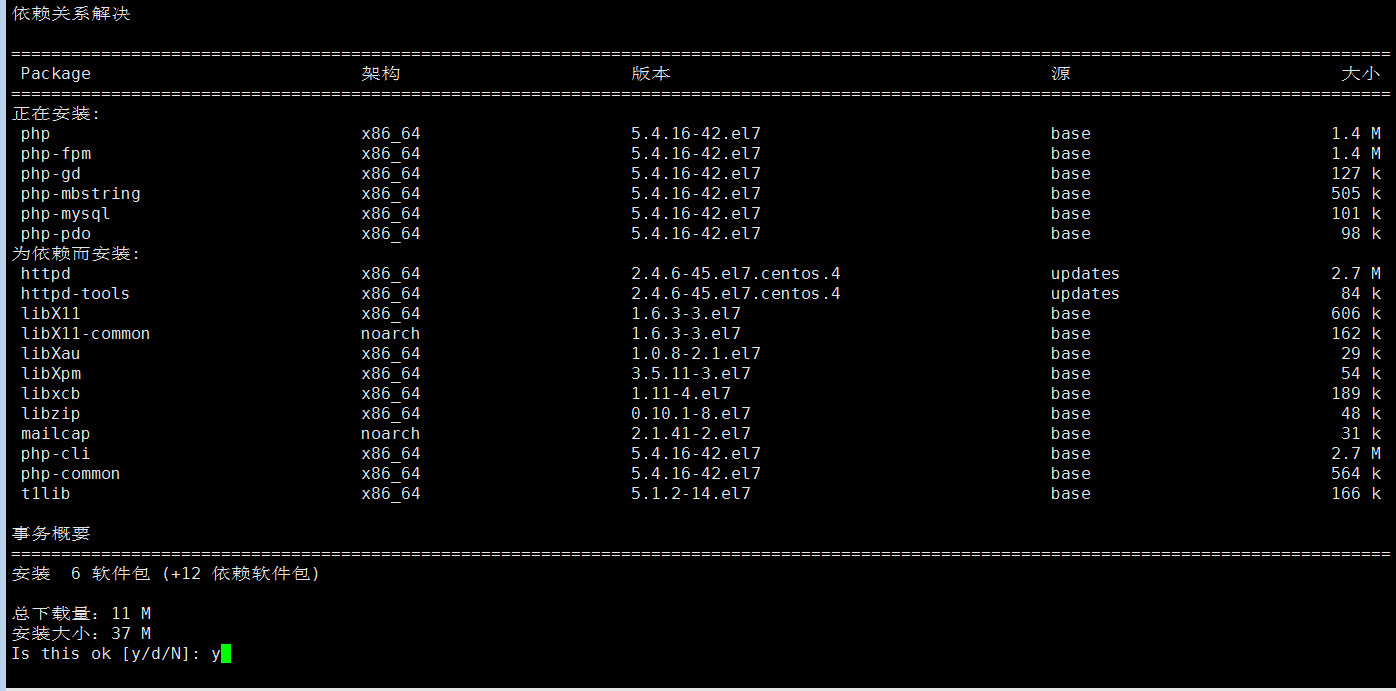 依赖关系解决
================================================================================
Package 架构 版本 源 大小
================================================================================
正在安装:
php x86_64 5.4.16-42.el7 base 1.4 M
php-fpm x86_64 5.4.16-42.el7 base 1.4 M
php-gd x86_64 5.4.16-42.el7 base 127 k
php-mbstring x86_64 5.4.16-42.el7 base 505 k
php-mysql x86_64 5.4.16-42.el7 base 101 k
php-pdo x86_64 5.4.16-42.el7 base 98 k
为依赖而安装:
httpd x86_64 2.4.6-45.el7.centos.4 updates 2.7 M
httpd-tools x86_64 2.4.6-45.el7.centos.4 updates 84 k
libX11 x86_64 1.6.3-3.el7 base 606 k
libX11-common noarch 1.6.3-3.el7 base 162 k
libXau x86_64 1.0.8-2.1.el7 base 29 k
libXpm x86_64 3.5.11-3.el7 base 54 k
libxcb x86_64 1.11-4.el7 base 189 k
libzip x86_64 0.10.1-8.el7 base 48 k
mailcap noarch 2.1.41-2.el7 base 31 k
php-cli x86_64 5.4.16-42.el7 base 2.7 M
php-common x86_64 5.4.16-42.el7 base 564 k
t1lib x86_64 5.1.2-14.el7 base 166 k
事务概要
================================================================================
安装 6 软件包 (+12 依赖软件包)
总下载量：11 M
安装大小：37 M
Is this ok [y/d/N]: y